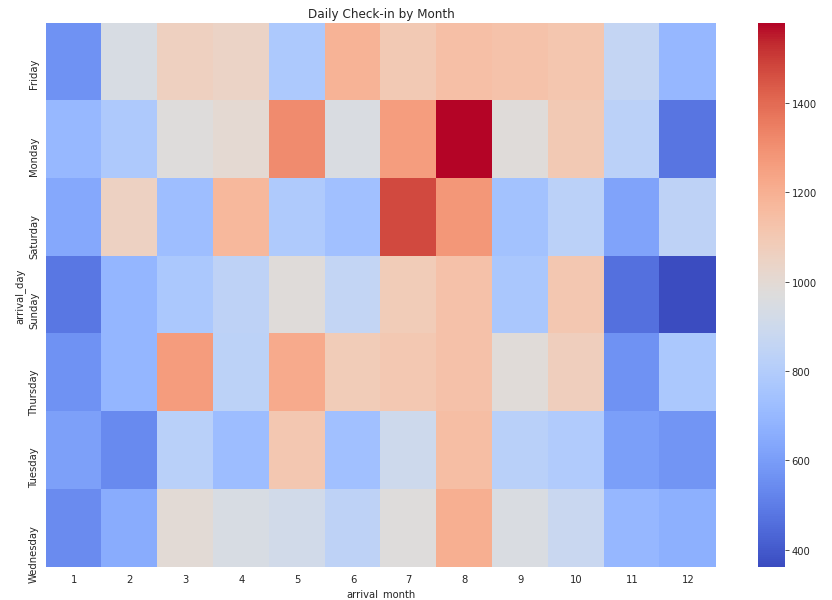 Daily Check-in by Month
arrival_day
Friday
Monday
Saturday
Sunday
Thursday
Tuesday
Wednesday
1 2 3 4 5 6 7 8 9 10 11 12
arrival_month
1400
1200
1000
800
600
400